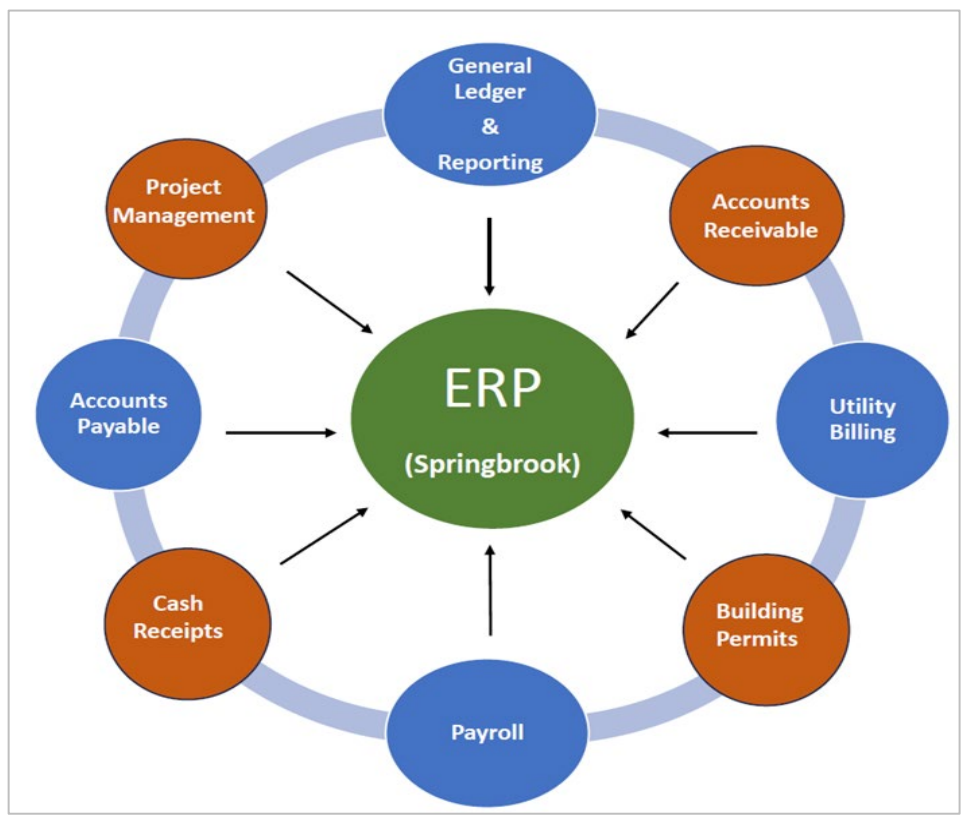 General
Ledger
&
Reporting
Project
Management
Accounts
Receivable
ERP
(Springbrook)
Accounts
Payable
Utility
Billing
Cash
Receipts
Building
Permits
Payroll